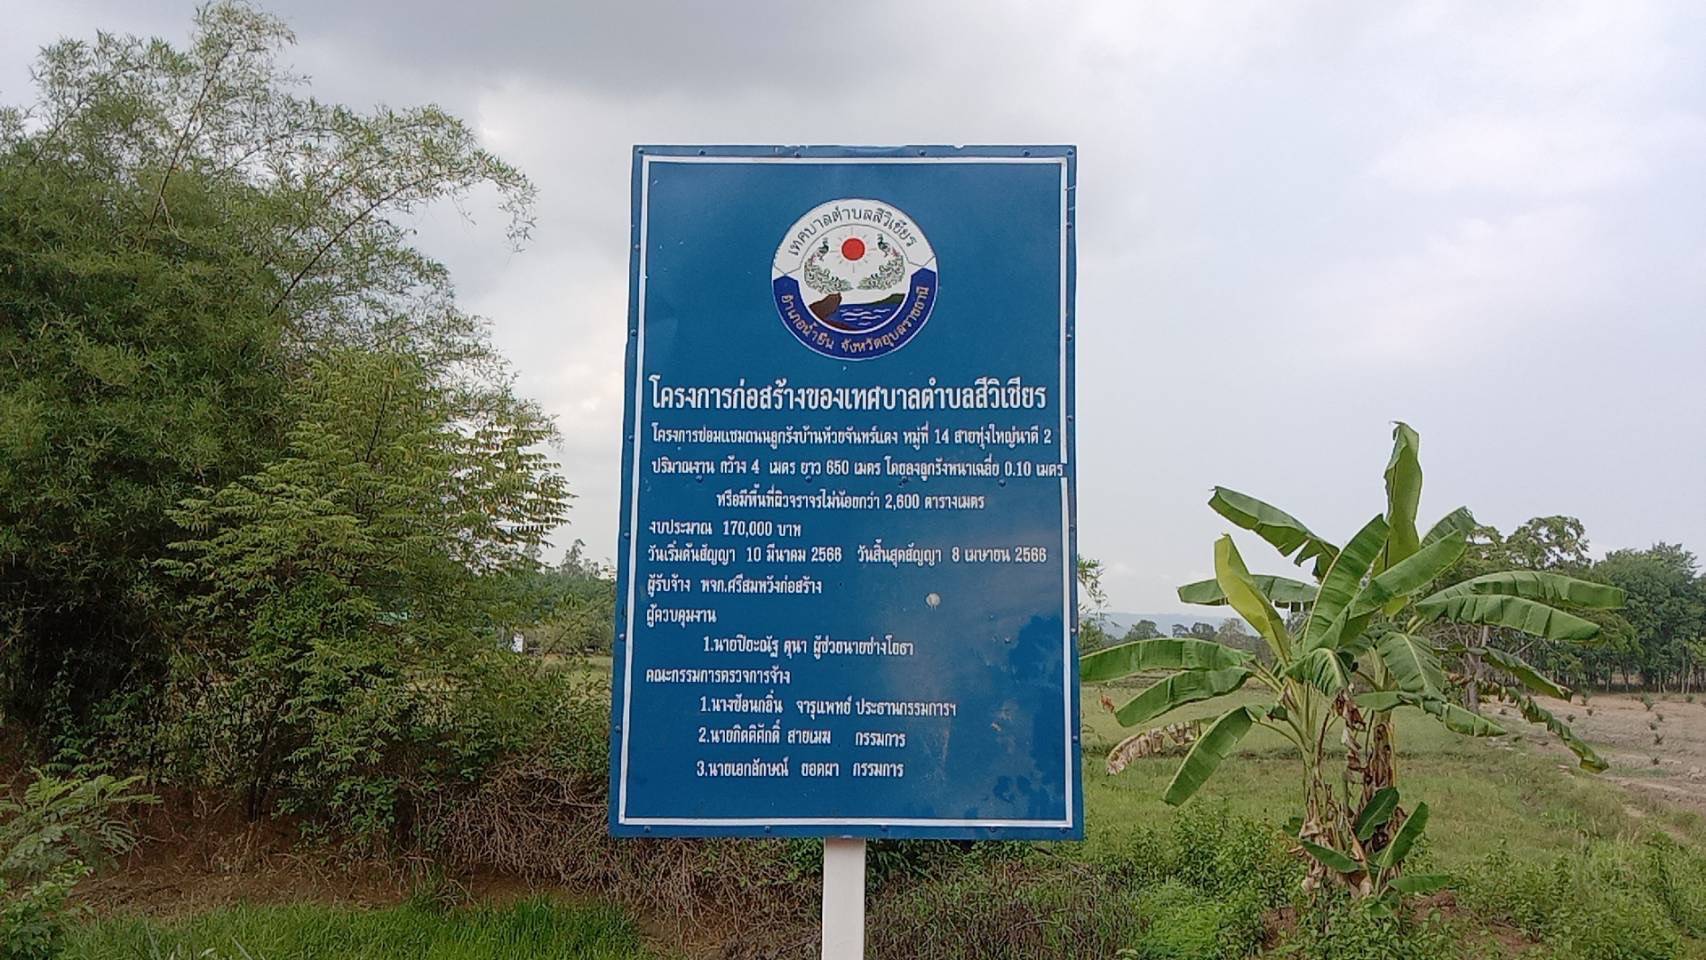 เทศบาลตำบลสีวิเชียร
อำเภอน้ำยืน จังหวัดอุบลราชธานี
โครงการก่อสร้างของเทศบาลตำบลสีวิเชียร
โครงการซ่อมแซมถนนลูกรังบ้านห้วยจันทร์แดง หมู่ที่ 14 สายทุ่งใหญ่นาดี 2
ปริมาณงาน กว้าง 4 เมตร ยาว 650 เมตร โดยลงลูกรังหนาเฉลี่ย 0.10 เมตร
หรือมีพื้นที่ผิวจราจรไม่น้อยกว่า 2,600 ตารางเมตร
งบประมาณ 170,000 บาท
วันเริ่มต้นสัญญา 10 มีนาคม 2566 วันสิ้นสุดสัญญา 8 เมษายน 2566
ผู้รับจ้าง หจก.ศรีสมหวังก่อสร้าง
ผู้ควบคุมงาน
1.นายปิยะณัฐ ดุนา ผู้ช่วยนายช่างโยธา
คณะกรรมการตรวจการจ้าง
1.นางซ่อนกลิ่น จารุแพทย์ ประธานกรรมการฯ
2.นายกิตติศักดิ์ สายเมฆ กรรมการ
3.นายเอกลักษณ์ ยอดผา กรรมการ